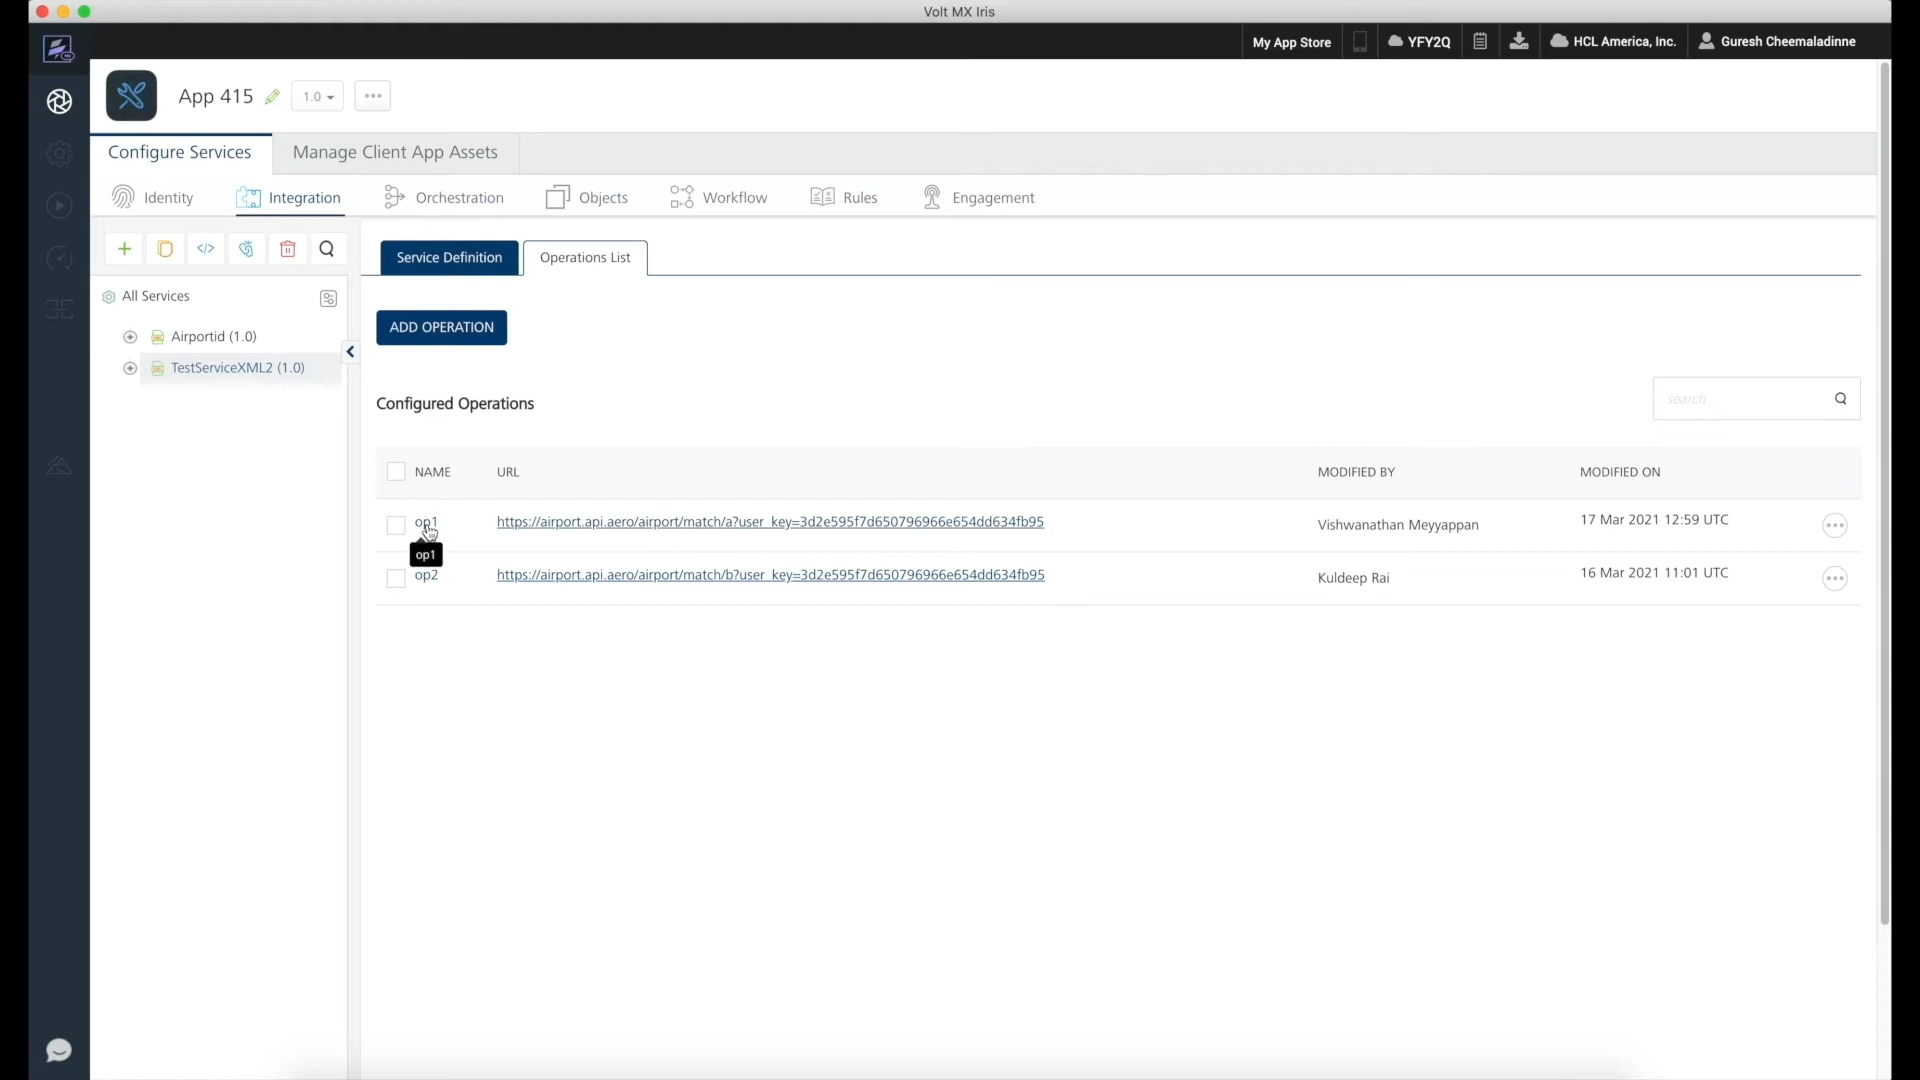 Volt MX Iris
My App Store
YFY2Q
HCL America, Inc.
Guresh Cheemaladinne
App 415
1.0
Configure Services
Manage Client App Assets
Identity
Integration
Orchestration
Objects
Workflow
Rules
Engagement
Service Definition
Operations List
All Services
Airportid (1.0)
TestServiceXML2 (1.0)
ADD OPERATION
Configured Operations
search
NAME URL MODIFIED BY MODIFIED ON
op1 https://airport.api.aero/airport/match/a?user_key=3d2e595f7d650796966e654dd634fb95 Vishwanathan Meyyappan 17 Mar 2021 12:59 UTC
op1
op2 https://airport.api.aero/airport/match/b?user_key=3d2e595f7d650796966e654dd634fb95 Kuldeep Rai 16 Mar 2021 11:01 UTC